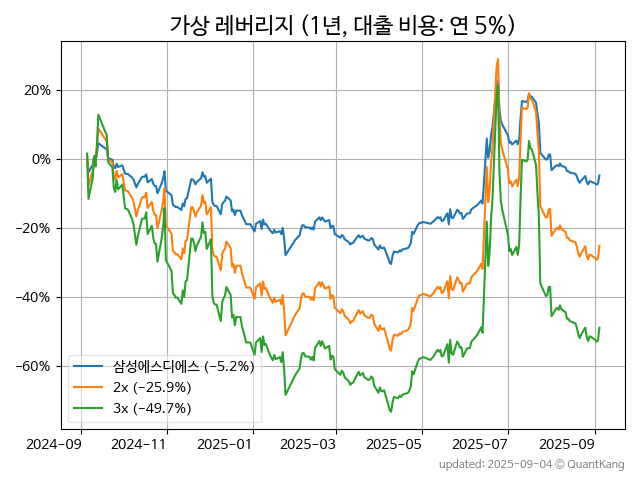 가상 레버리지 (1년, 대출 비용: 연 5%)
20%
0%
−20%
−40%
−60%
삼성에스디에스 (−5.2%)
2x (−25.9%)
3x (−49.7%)
2024-09 2024-11 2025-01 2025-03 2025-05 2025-07 2025-09
updated: 2025-09-04 © QuantKang